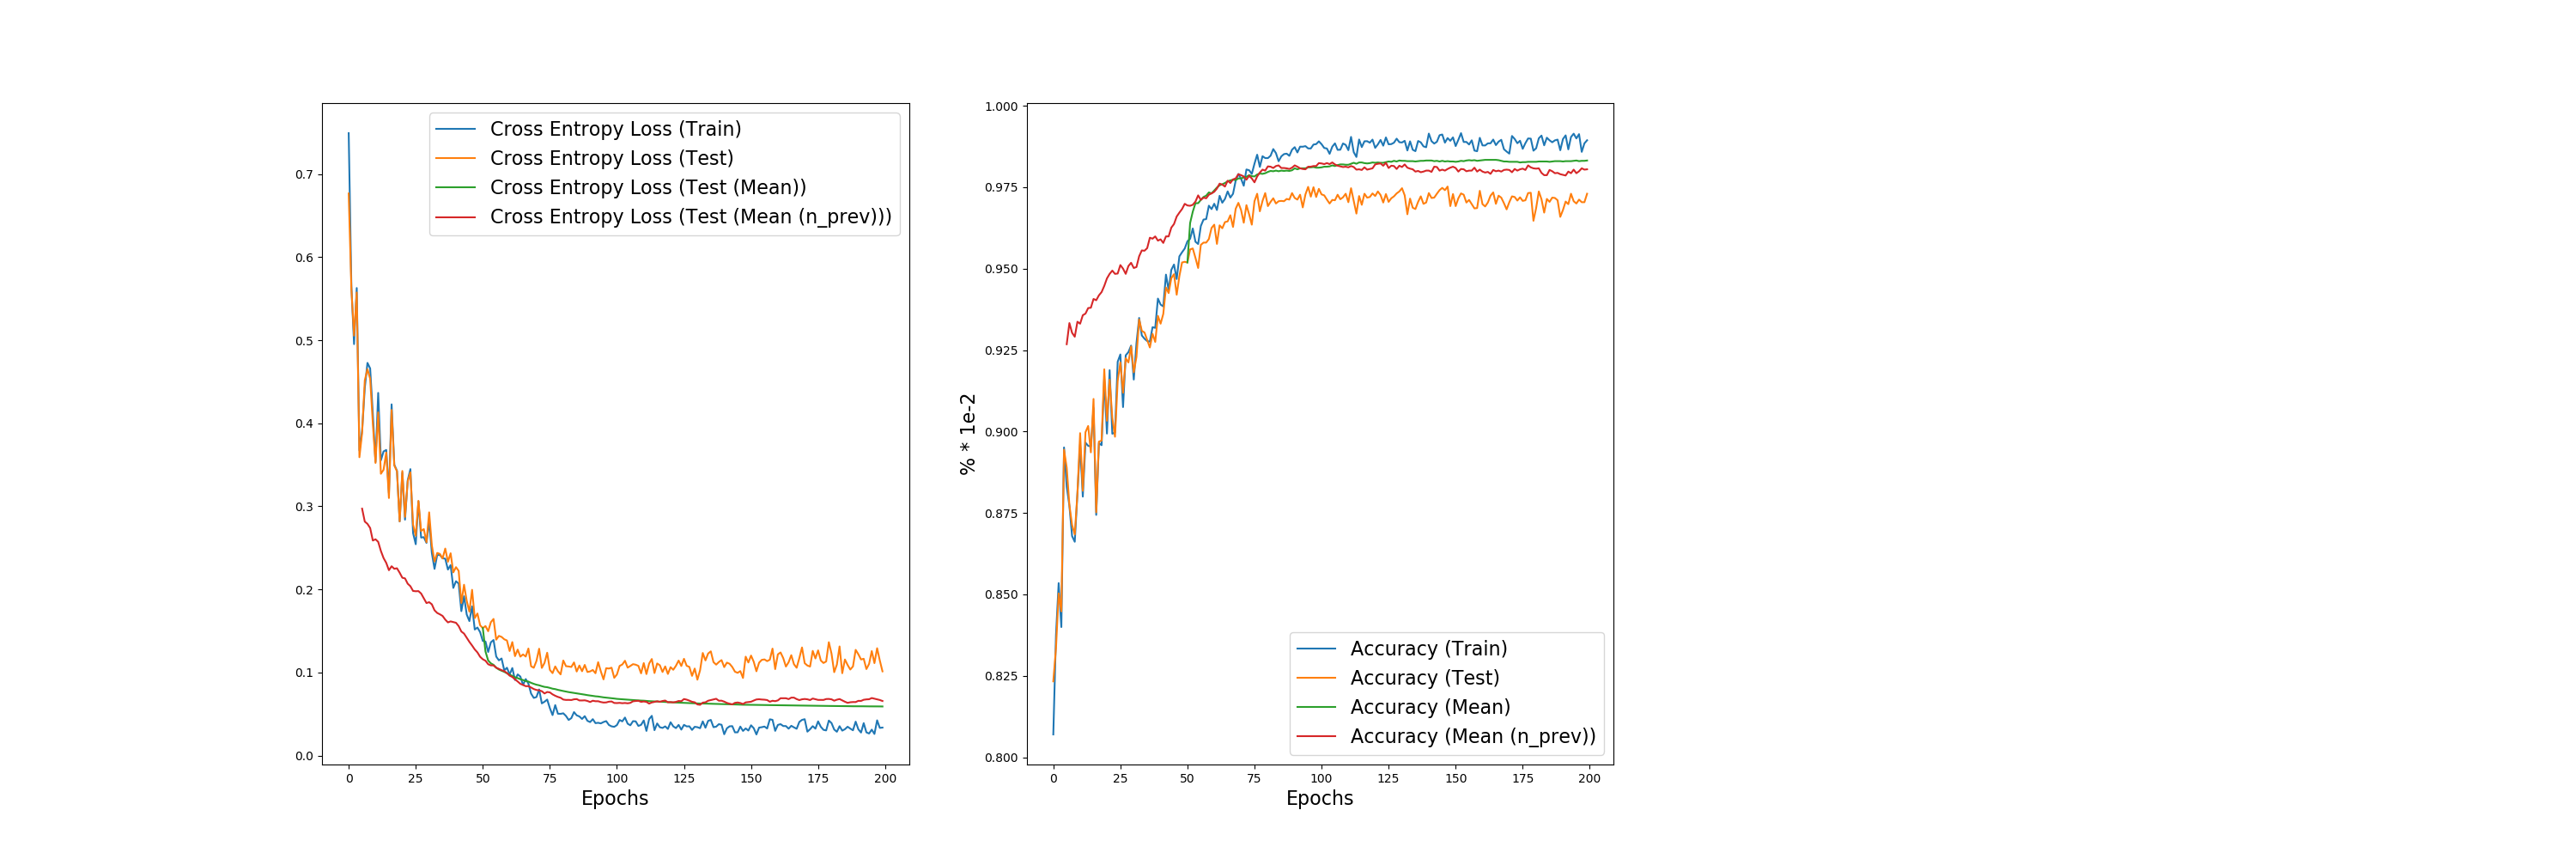 Cross Entropy Loss (Train)
Cross Entropy Loss (Test)
Cross Entropy Loss (Test (Mean))
Cross Entropy Loss (Test (Mean (n_prev)))
0.7
0.6
0.5
0.4
0.3
0.2
0.1
0.0
0 25 50 75 100 125 150 175 200
Epochs
1.000
0.975
0.950
0.925
0.900
0.875
0.850
0.825
0.800
% * 1e-2
Accuracy (Train)
Accuracy (Test)
Accuracy (Mean)
Accuracy (Mean (n_prev))
0 25 50 75 100 125 150 175 200
Epochs